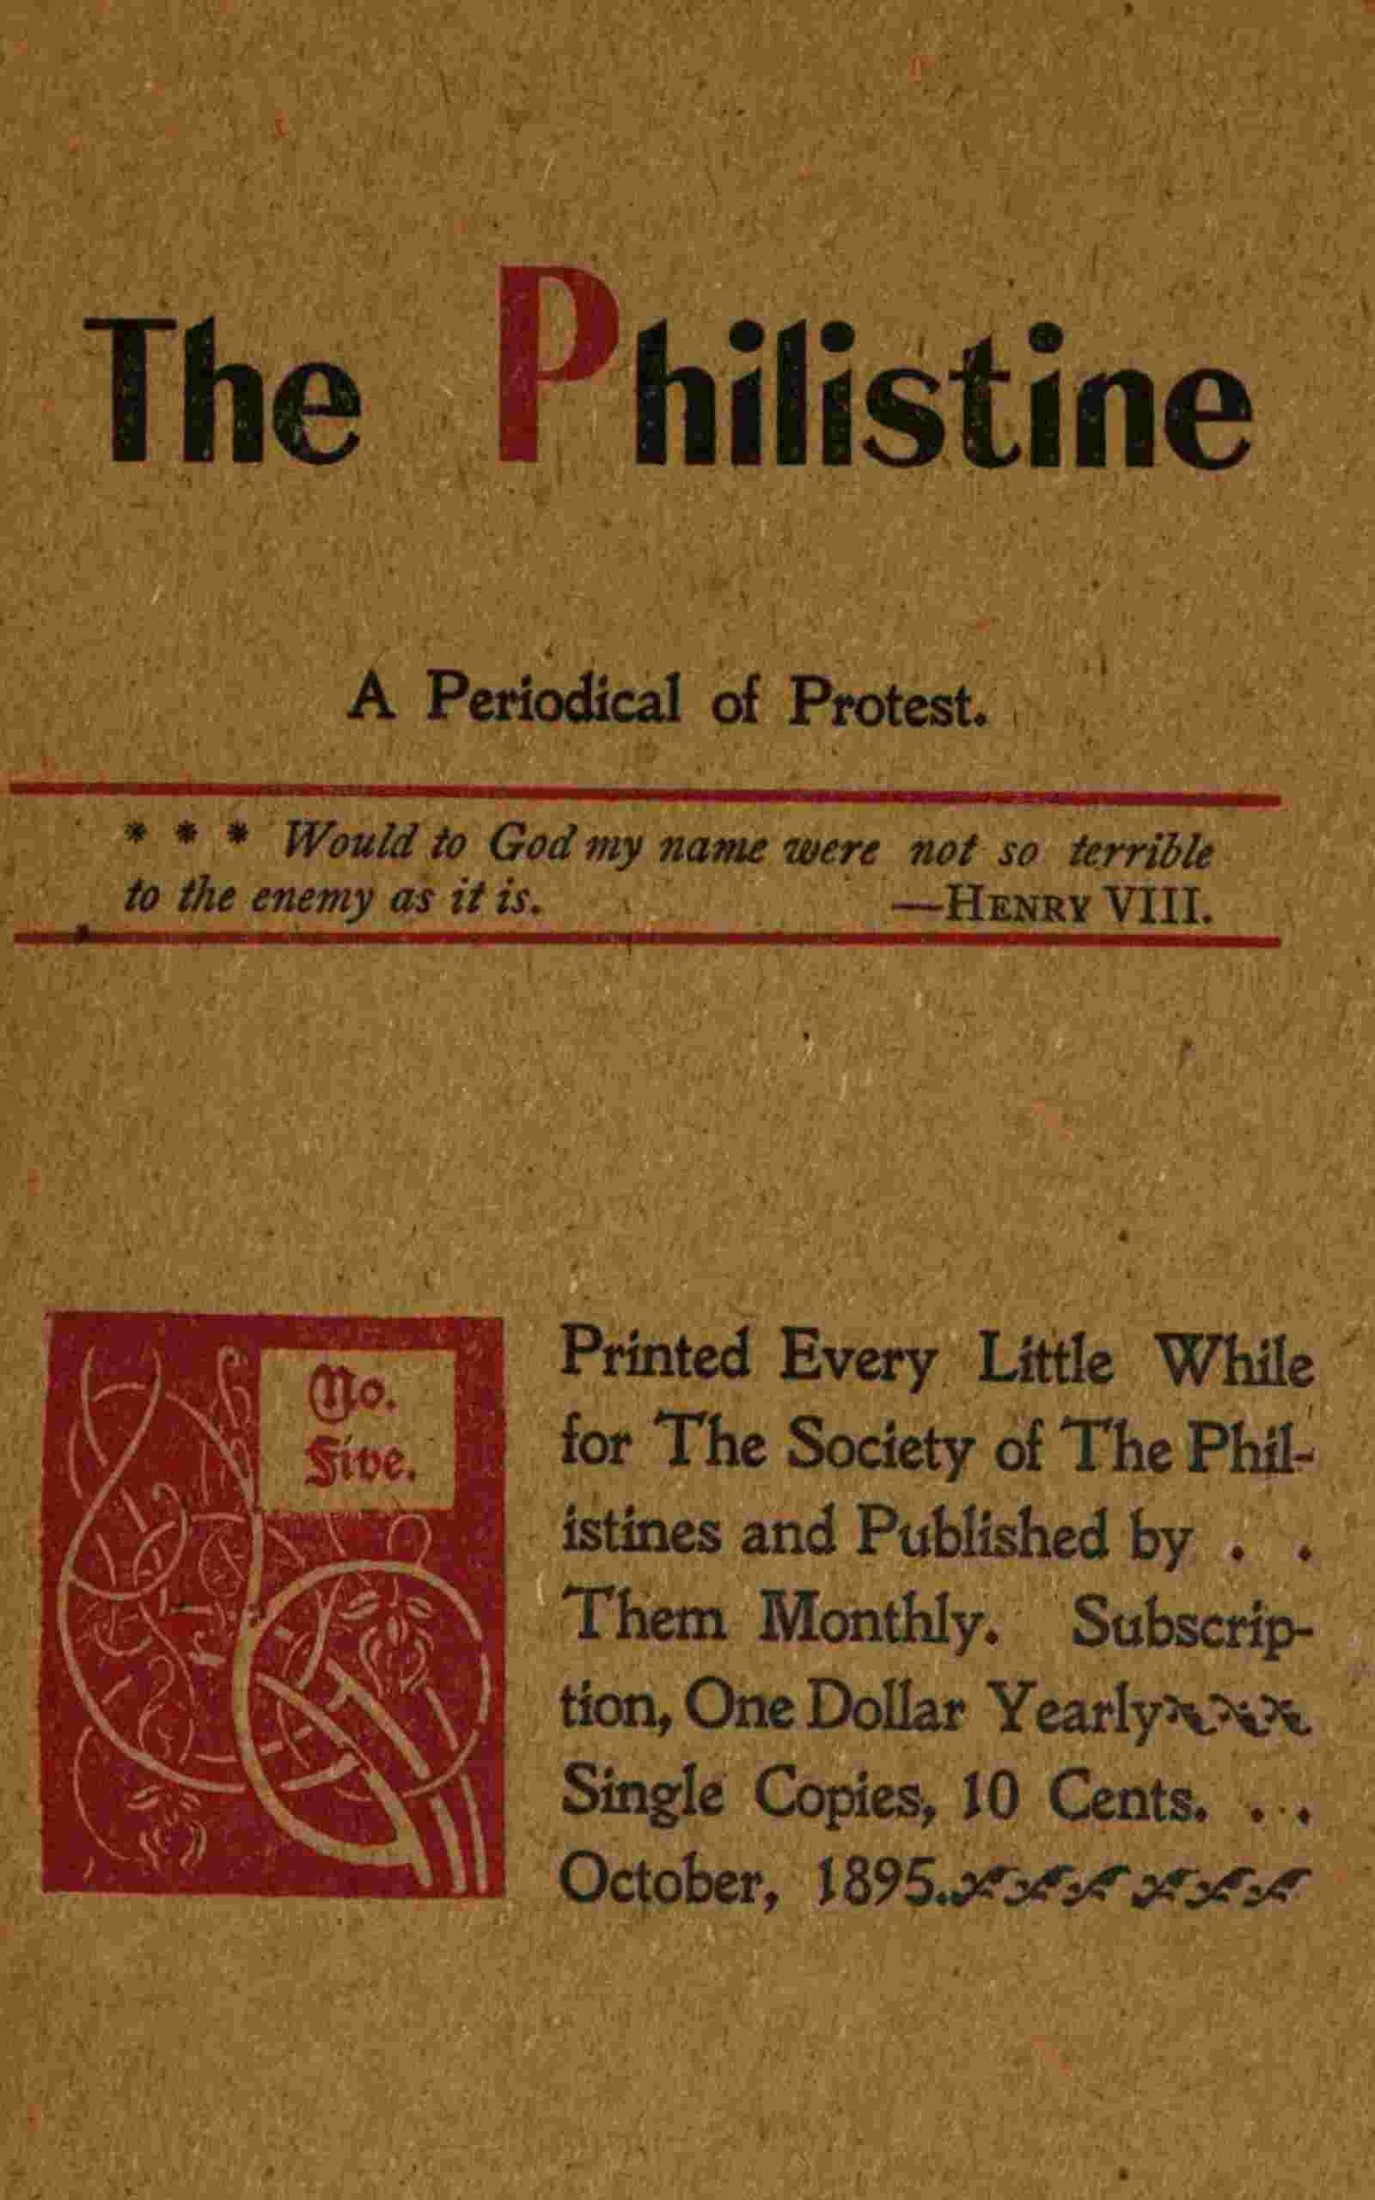 The Philistine
A Periodical of Protest.
* * * Would to God my name were not so terrible
to the enemy as it is. —HENRY VIII.
No.
Five.
Printed Every Little While
for The Society of The Phil-
istines and Published by . .
Them Monthly. Subscrip-
tion, One Dollar Yearly
Single Copies, 10 Cents. . .
October, 1895.